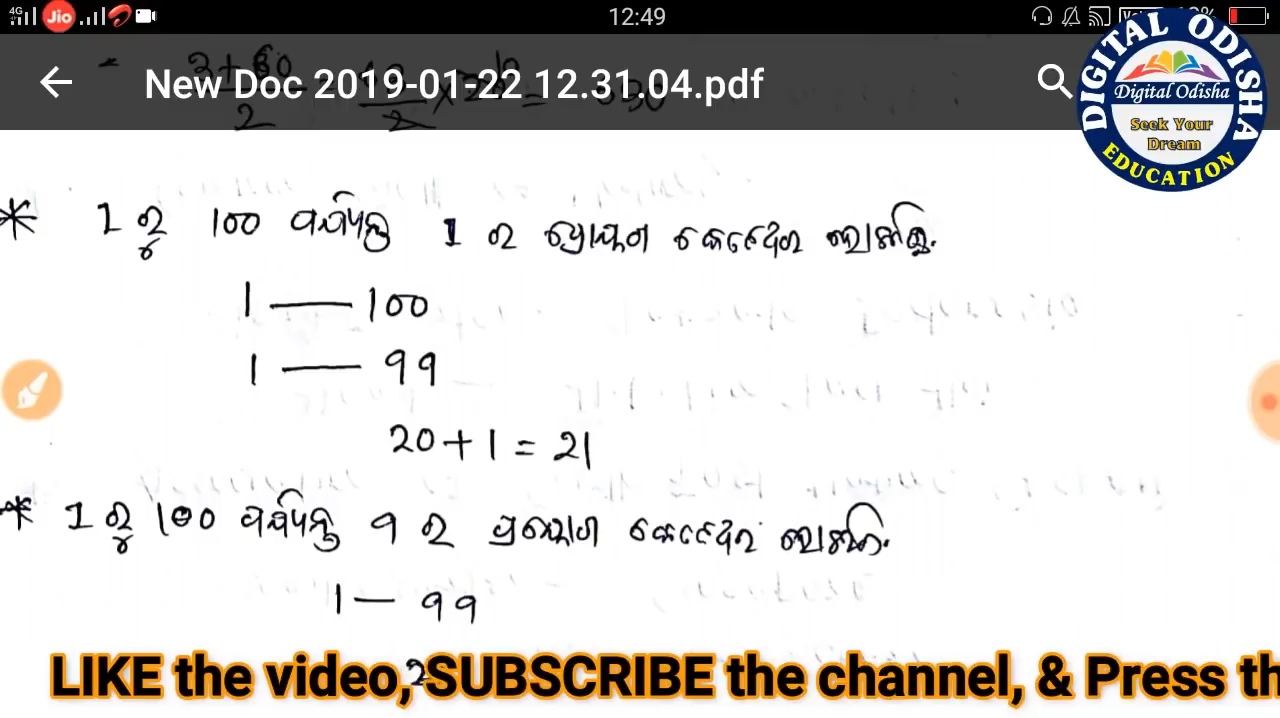 4G Jio 12:49
New Doc 2019-01-22 12.31.04.pdf
DIGITAL ODISHA
Digital Odisha
Seek Your
Dream
EDUCATION
* 1 ରୁ 100 ପର୍ଯ୍ୟନ୍ତ 1 ର ପ୍ରୟୋଗ କେତେଥର ହୋଇଛି.
1 — 100
1 — 99
20 + 1 = 21
* 1 ରୁ 100 ପର୍ଯ୍ୟନ୍ତ 9 ର ପ୍ରୟୋଗ କେତେଥର ହୋଇଛି.
1 — 99
LIKE the video, SUBSCRIBE the channel, & Press th